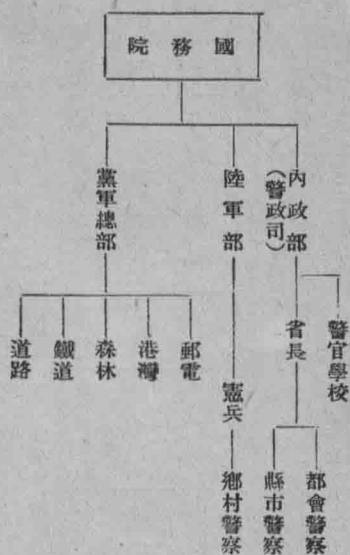 國務院
內政部
（警政司）
陸軍部
黨軍總部
警官學校
省長
憲兵
郵電
港灣
森林
鐵道
道路
都會警察
縣市警察
鄉村警察